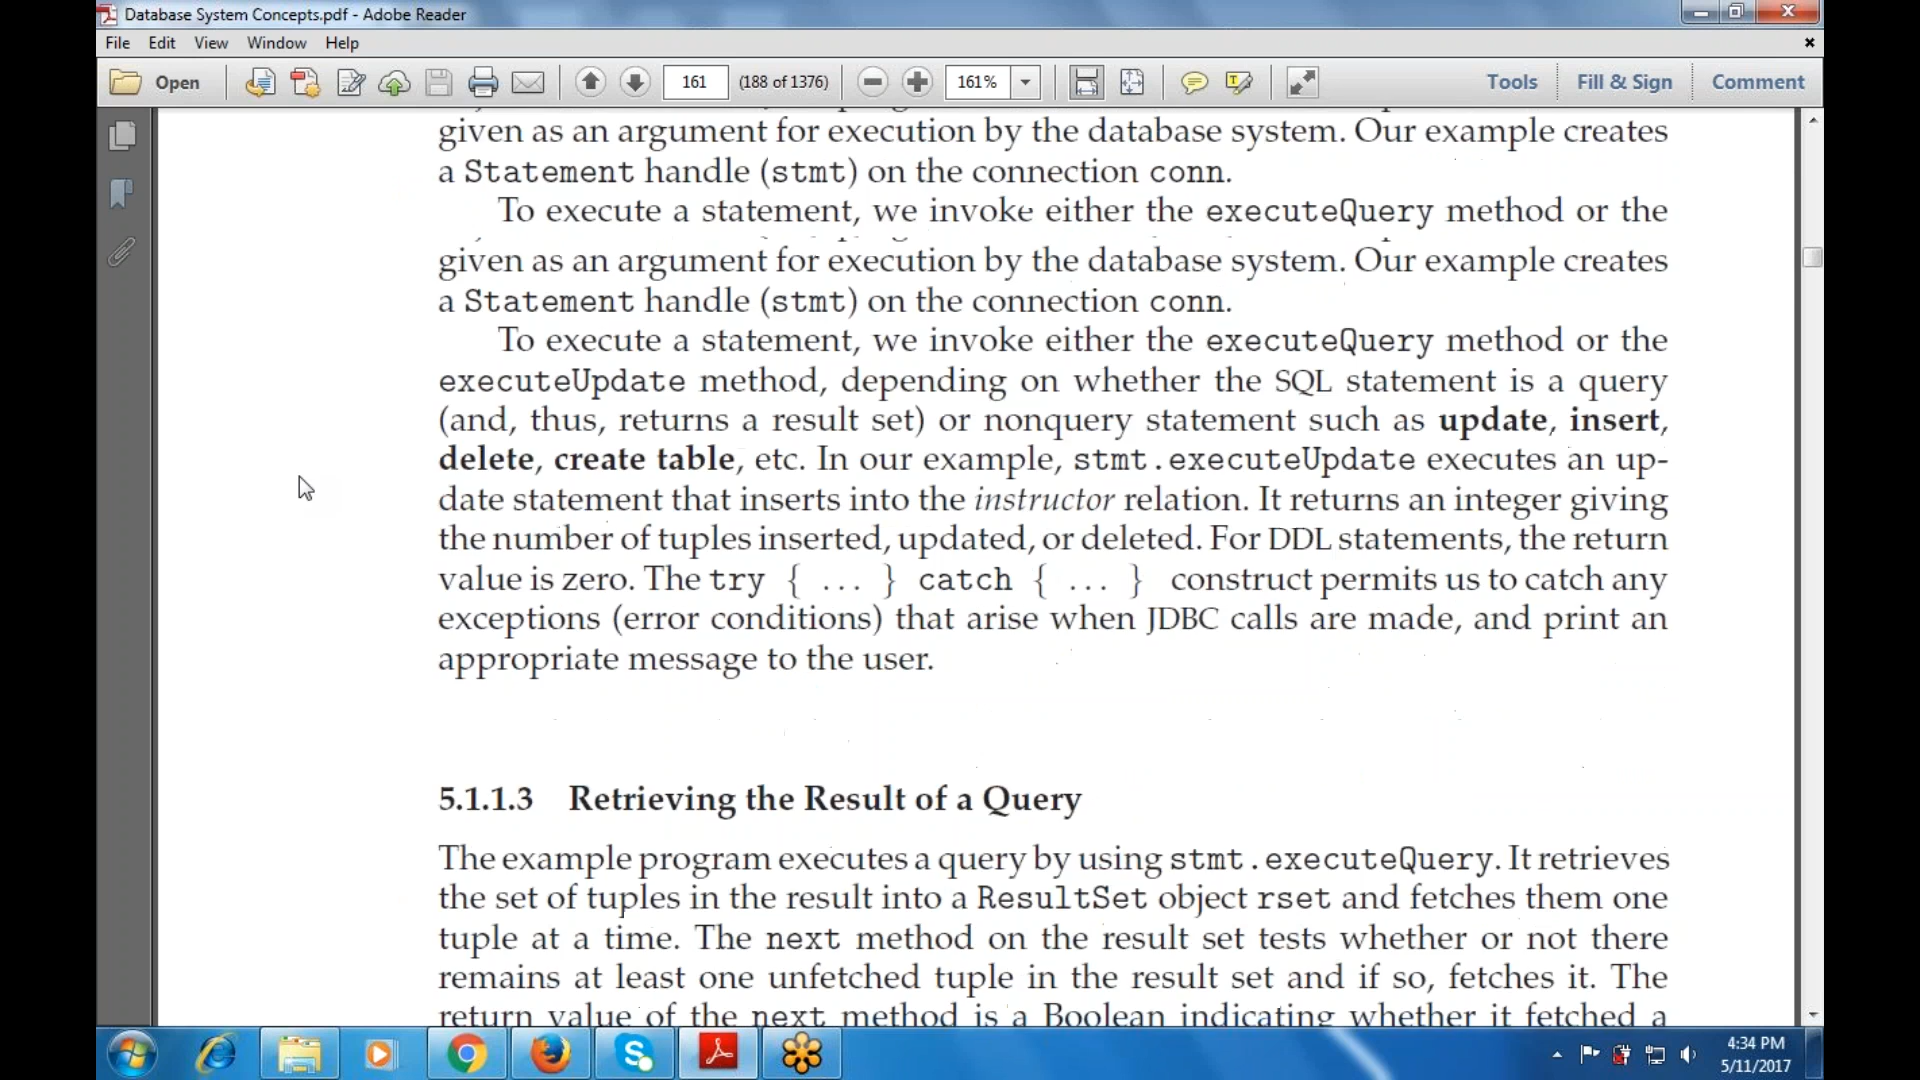 Database System Concepts.pdf - Adobe Reader
File Edit View Window Help
Open 161 (188 of 1376) 161% Tools Fill & Sign Comment
given as an argument for execution by the database system. Our example creates
a Statement handle (stmt) on the connection conn.
To execute a statement, we invoke either the executeQuery method or the
given as an argument for execution by the database system. Our example creates
a Statement handle (stmt) on the connection conn.
To execute a statement, we invoke either the executeQuery method or the
executeUpdate method, depending on whether the SQL statement is a query
(and, thus, returns a result set) or nonquery statement such as update, insert,
delete, create table, etc. In our example, stmt.executeUpdate executes an up-
date statement that inserts into the instructor relation. It returns an integer giving
the number of tuples inserted, updated, or deleted. For DDL statements, the return
value is zero. The try { ... } catch { ... } construct permits us to catch any
exceptions (error conditions) that arise when JDBC calls are made, and print an
appropriate message to the user.
5.1.1.3 Retrieving the Result of a Query
The example program executes a query by using stmt.executeQuery. It retrieves
the set of tuples in the result into a ResultSet object rset and fetches them one
tuple at a time. The next method on the result set tests whether or not there
remains at least one unfetched tuple in the result set and if so, fetches it. The
return value of the next method is a Boolean indicating whether it fetched a
4:34 PM
5/11/2017